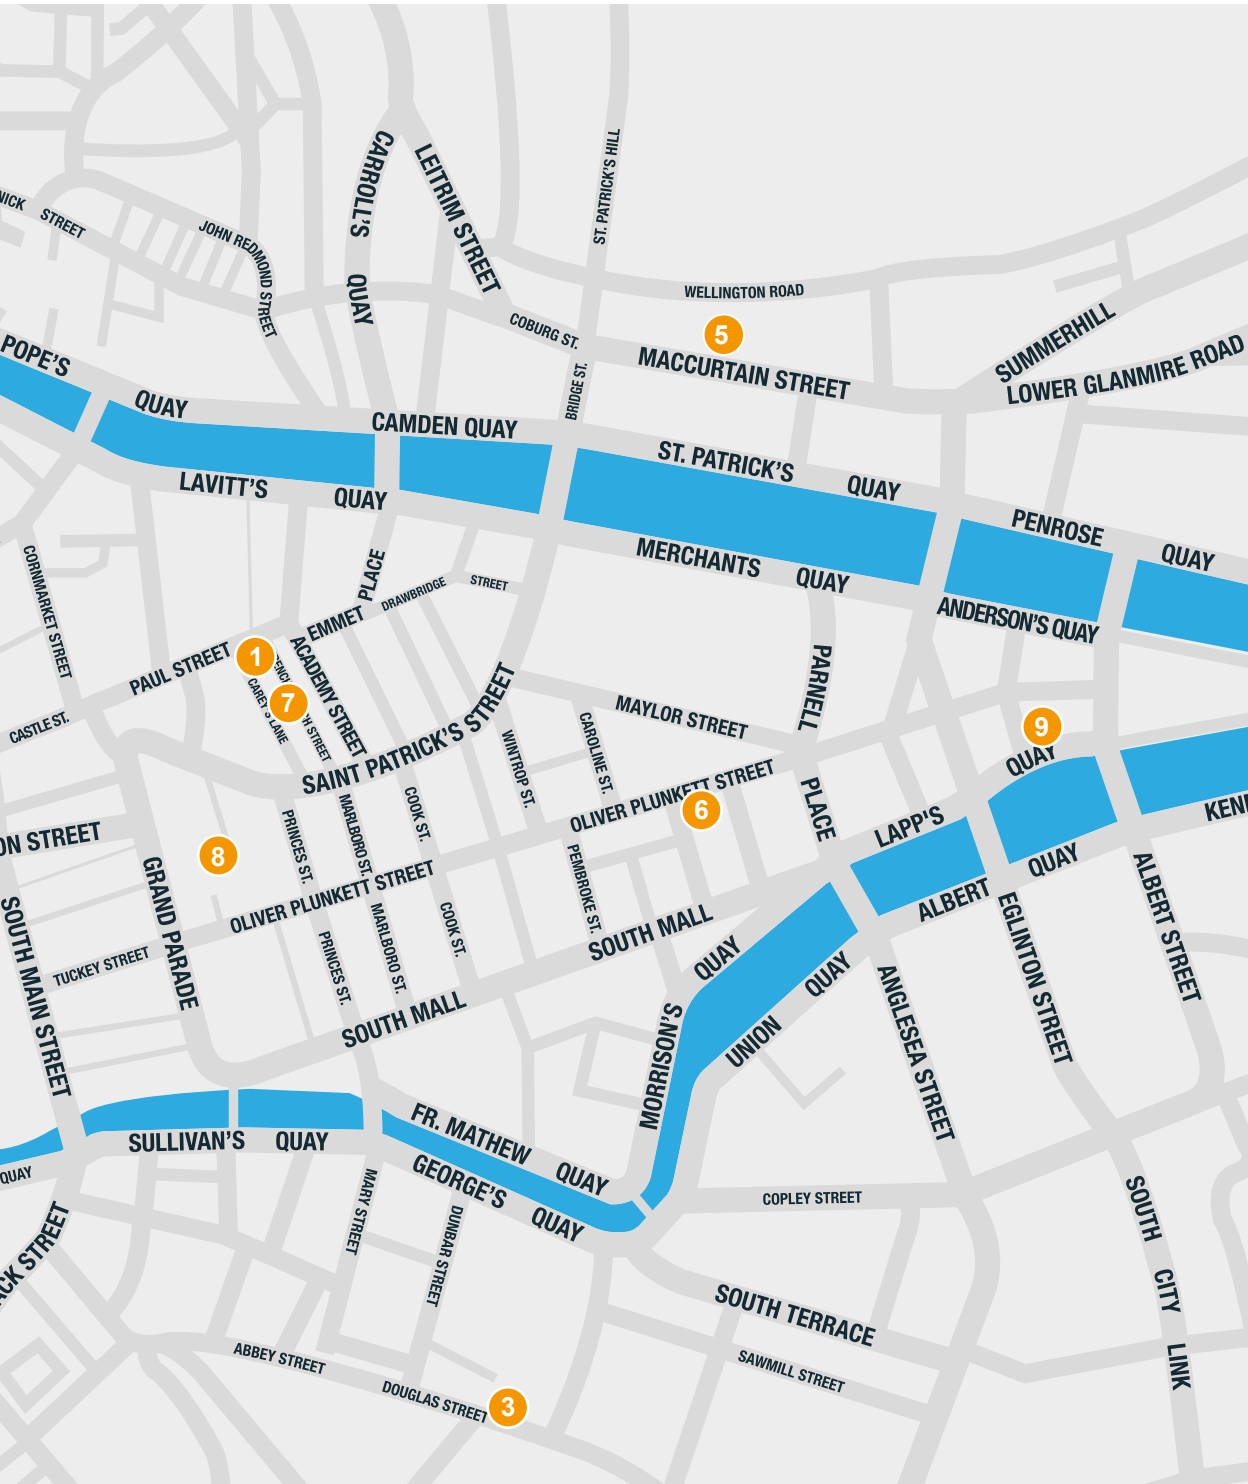 CARROLL'S QUAY
LEITRIM STREET
ST. PATRICK'S HILL
NICK STREET
JOHN REDMOND STREET
WELLINGTON ROAD
COBURG ST.
5
MACCURTAIN STREET
SUMMERHILL
LOWER GLANMIRE ROAD
POPE'S QUAY
BRIDGE ST.
CAMDEN QUAY
ST. PATRICK'S QUAY
LAVITT'S QUAY
PENROSE QUAY
MERCHANTS QUAY
ANDERSON'S QUAY
CORNMARKET STREET
EMMET PLACE
DRAWBRIDGE STREET
PAUL STREET
1
7
CAREY'S LANE
ACADEMY STREET
CASTLE ST.
SAINT PATRICK'S STREET
MAYLOR STREET
PARNELL PLACE
9
QUAY
WINTROP ST.
CAROLINE ST.
OLIVER PLUNKETT STREET
6
LAPP'S
KEN
ON STREET
8
PRINCES ST.
MARLBORO ST.
COOK ST.
GRAND PARADE
OLIVER PLUNKETT STREET
PEMBROKE ST.
ALBERT QUAY
ALBERT STREET
SOUTH MAIN STREET
TUCKEY STREET
PRINCES ST.
MARLBORO ST.
COOK ST.
SOUTH MALL
SOUTH MALL
MORRISON'S QUAY
UNION QUAY
EGLINTON STREET
ANGLESEA STREET
SULLIVAN'S QUAY
QUAY
FR. MATHEW QUAY
GEORGE'S QUAY
MARY STREET
DUNBAR STREET
COPLEY STREET
SOUTH CITY LINK
ACK STREET
SOUTH TERRACE
ABBEY STREET
SAWMILL STREET
DOUGLAS STREET
3